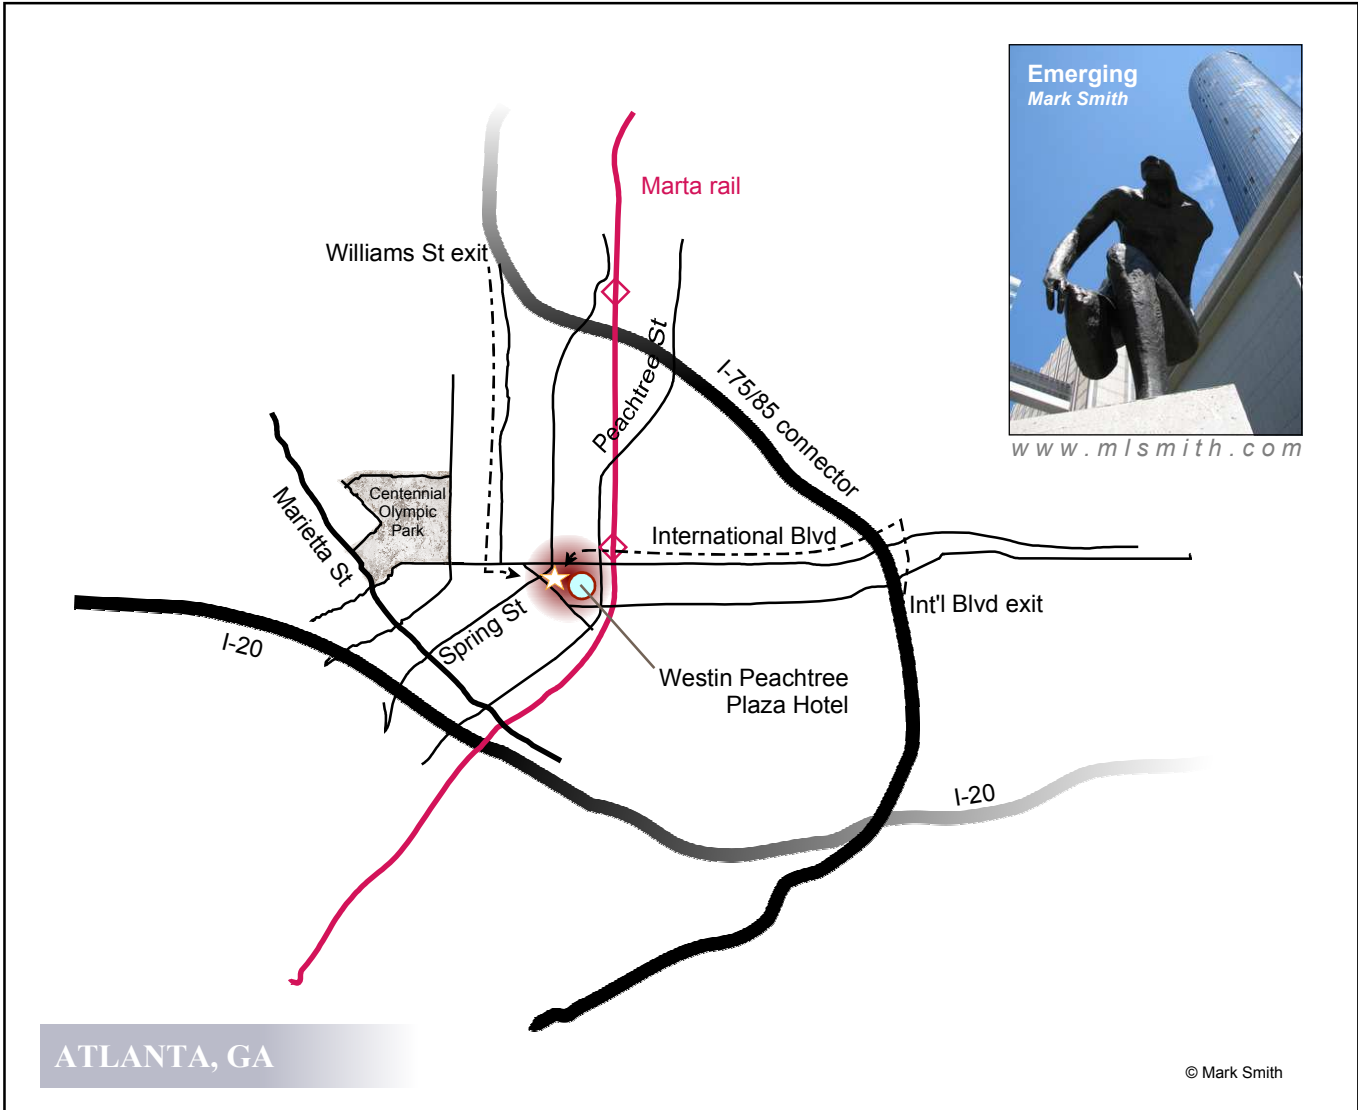 Emerging
Mark Smith
www.mlsmith.com
Marta rail
Williams St exit
Peachtree St
I-75/85 connector
Centennial
Olympic
Park
Marietta St
International Blvd
Int'l Blvd exit
Spring St
I-20
Westin Peachtree
Plaza Hotel
I-20
ATLANTA, GA
© Mark Smith